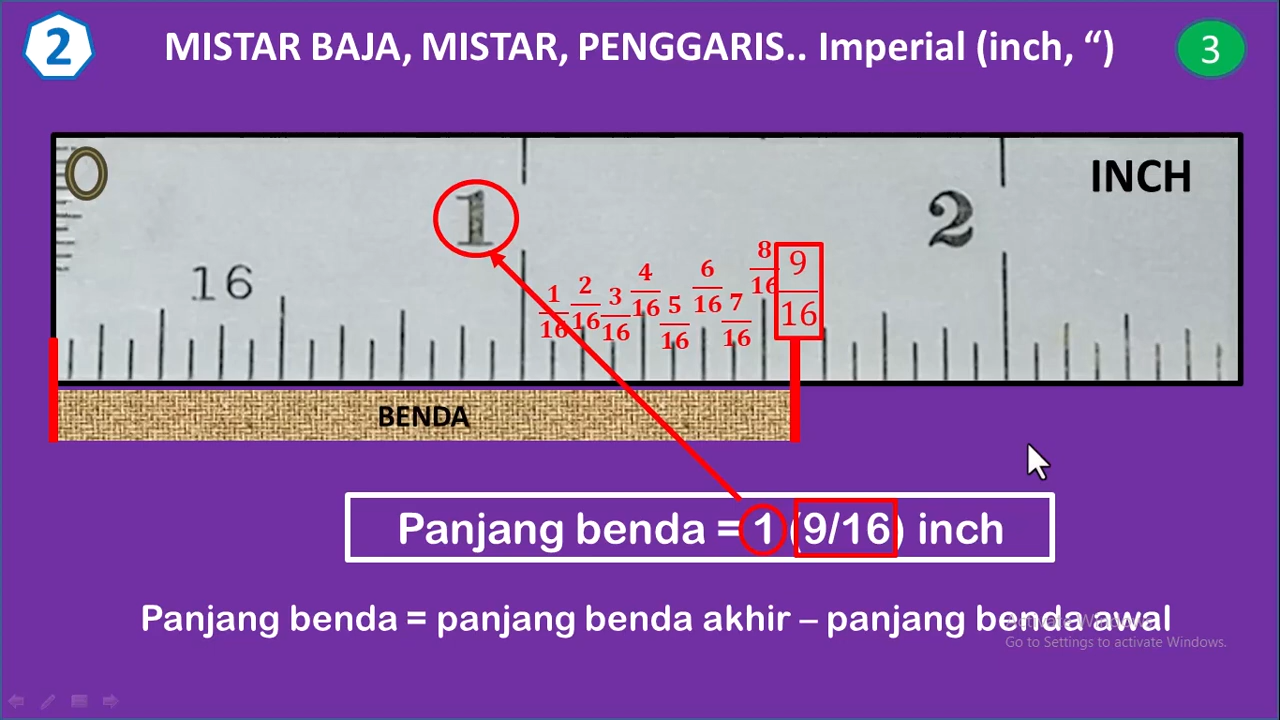 2
MISTAR BAJA, MISTAR, PENGGARIS.. Imperial (inch, “)
3
0
1
2
INCH
16
1/16
2/16
3/16
4/16
5/16
6/16
7/16
8/16
9/16
BENDA
Panjang benda = 1 (9/16) inch
Panjang benda = panjang benda akhir – panjang benda awal
Activate Windows
Go to Settings to activate Windows.